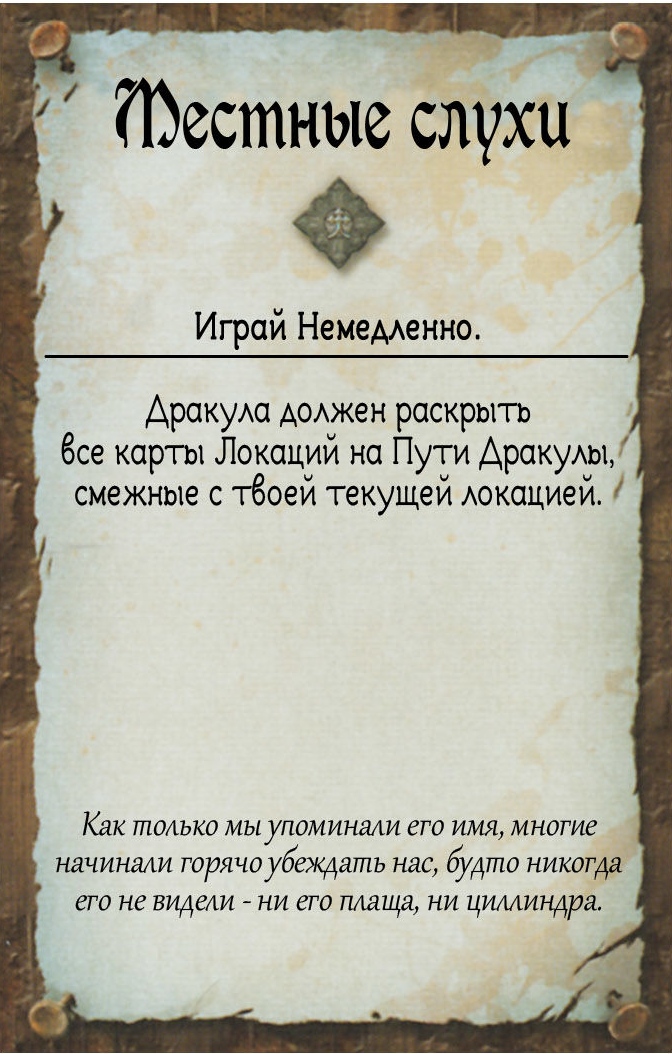 Местные слухи
Играй Немедленно.
Дракула должен раскрыть
все карты Локаций на Пути Дракулы,
смежные с твоей текущей локацией.
Как только мы упоминали его имя, многие
начинали горячо убеждать нас, будто никогда
его не видели - ни его плаща, ни циллиндра.